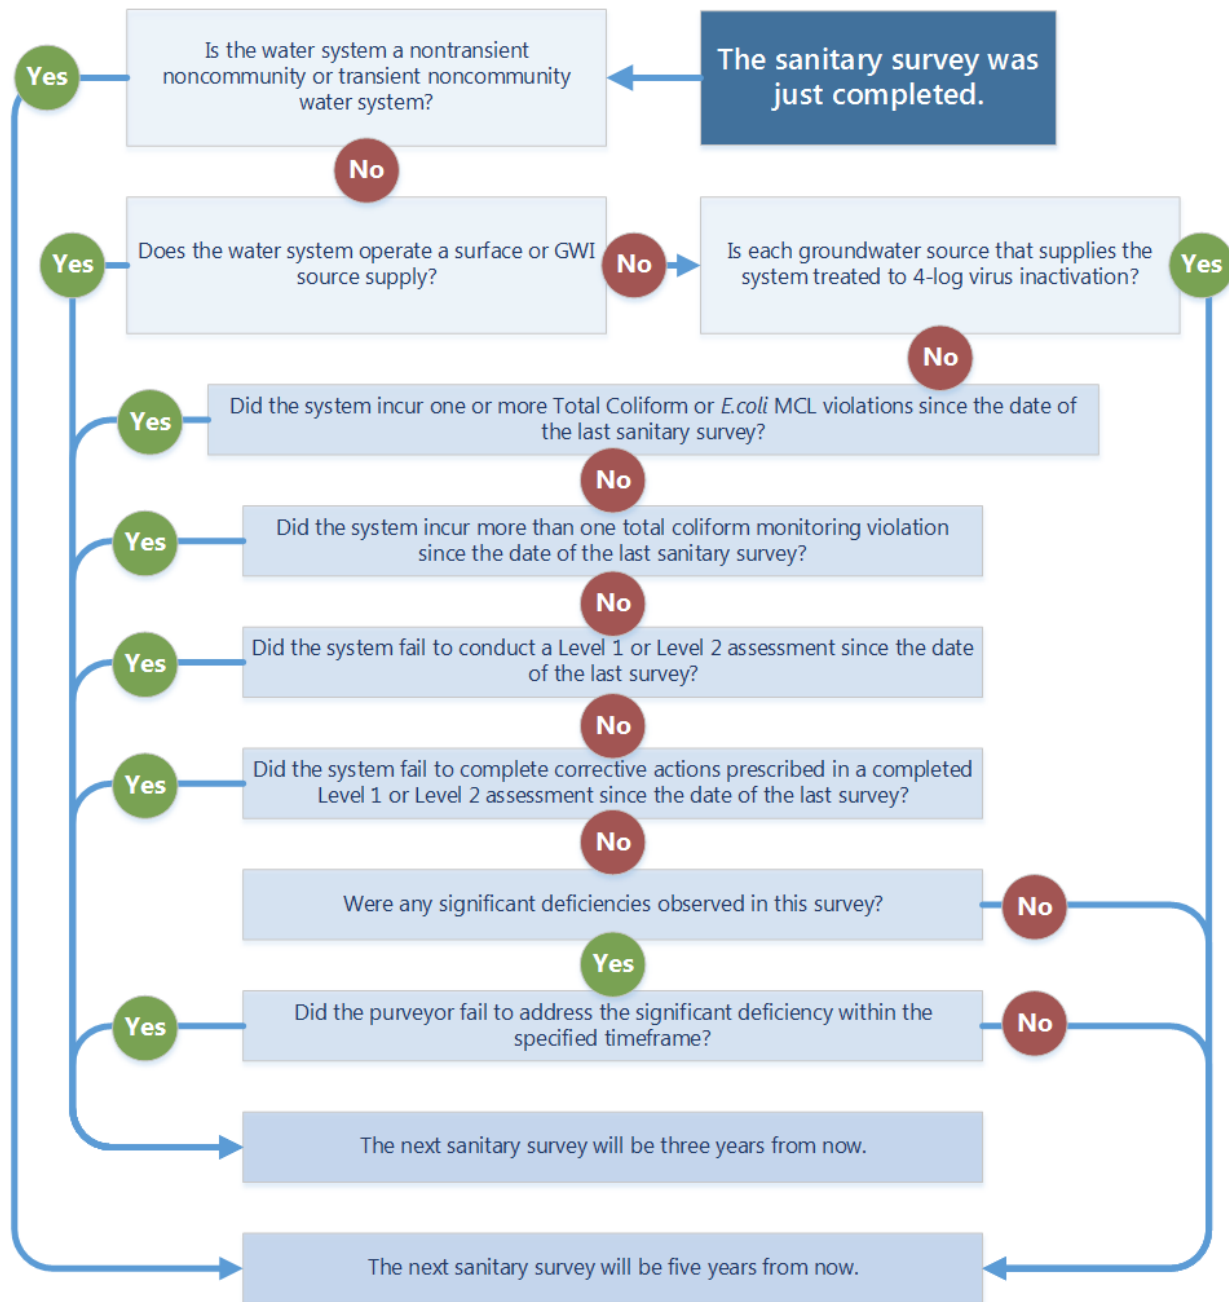 The sanitary survey was
just completed.
Is the water system a nontransient
noncommunity or transient noncommunity
water system?
Yes
No
Does the water system operate a surface or GWI
source supply?
Yes
No
Is each groundwater source that supplies the
system treated to 4-log virus inactivation?
Yes
No
Did the system incur one or more Total Coliform or E.coli MCL violations since the date of
the last sanitary survey?
Yes
No
Did the system incur more than one total coliform monitoring violation
since the date of the last sanitary survey?
Yes
No
Did the system fail to conduct a Level 1 or Level 2 assessment since the date
of the last survey?
Yes
No
Did the system fail to complete corrective actions prescribed in a completed
Level 1 or Level 2 assessment since the date of the last survey?
Yes
No
Were any significant deficiencies observed in this survey?
No
Yes
Did the purveyor fail to address the significant deficiency within the
specified timeframe?
Yes
No
The next sanitary survey will be three years from now.
The next sanitary survey will be five years from now.